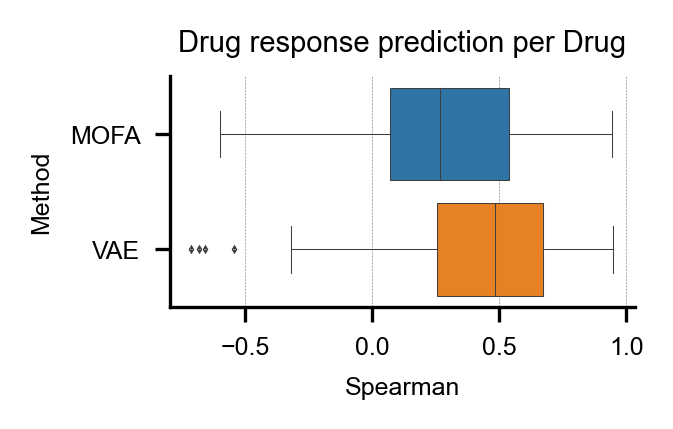 Drug response prediction per Drug
Method
MOFA
VAE
−0.5 0.0 0.5 1.0
Spearman